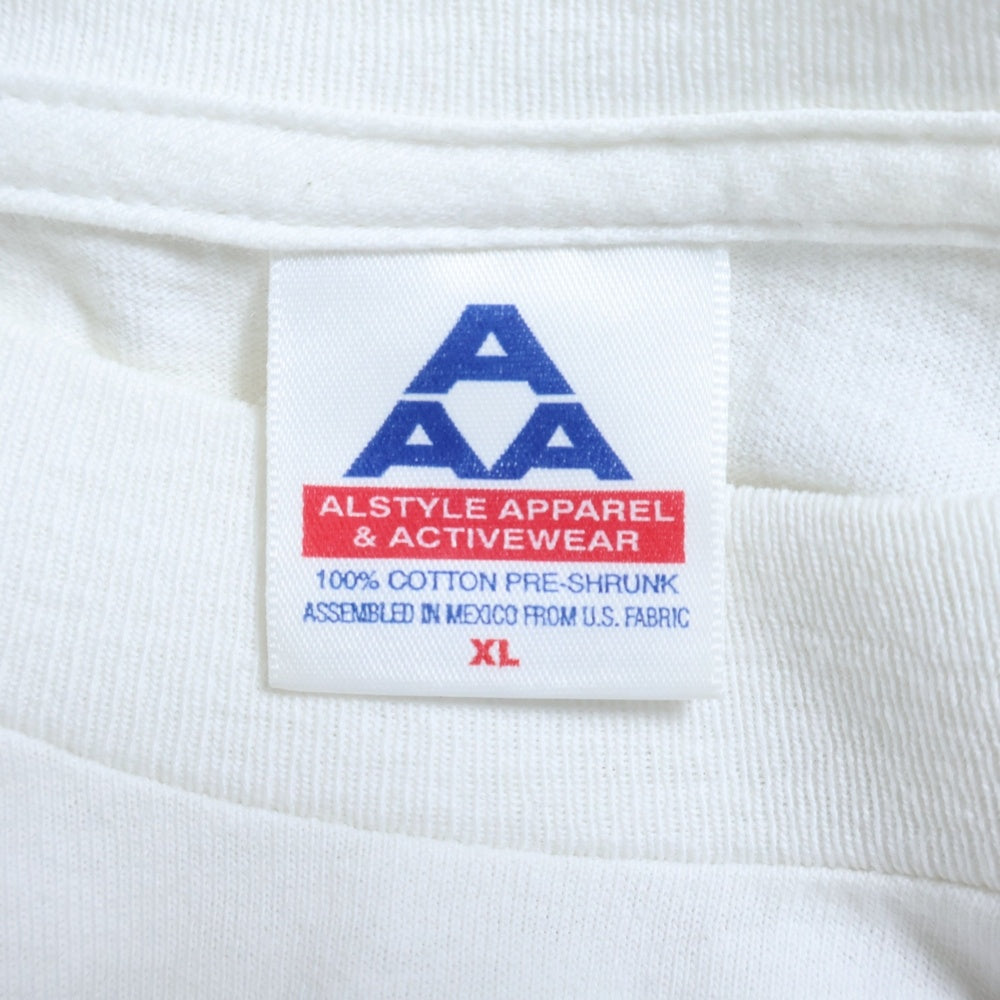 A
A A
ALSTYLE APPAREL
& ACTIVEWEAR
100% COTTON PRE-SHRUNK
ASSEMBLED IN MEXICO FROM U.S. FABRIC
XL